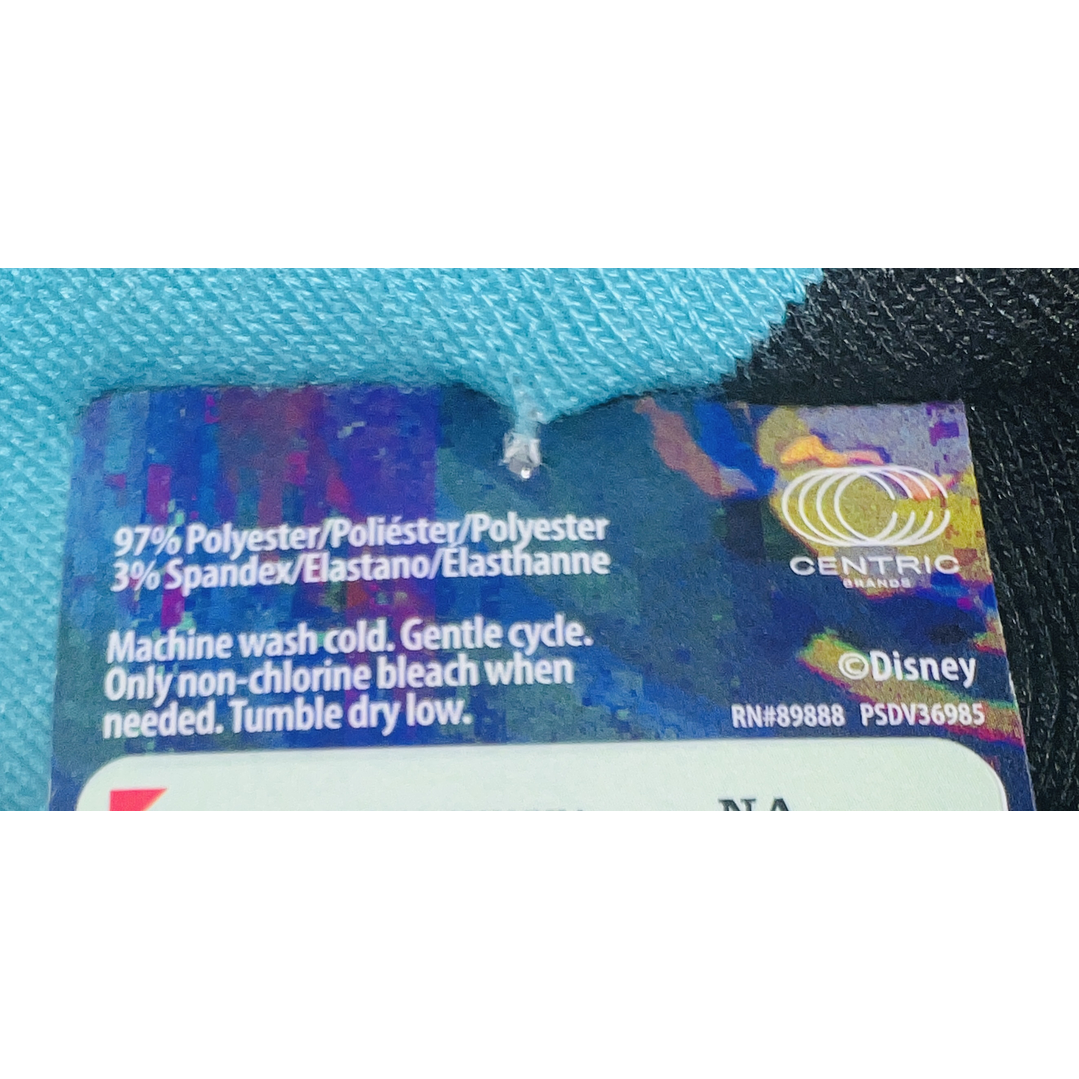 97% Polyester/Poliéster/Polyester
3% Spandex/Elastano/Élasthanne
Machine wash cold. Gentle cycle.
Only non-chlorine bleach when
needed. Tumble dry low.
CENTRIC
BRANDS
©Disney
RN#89888 PSDV36985